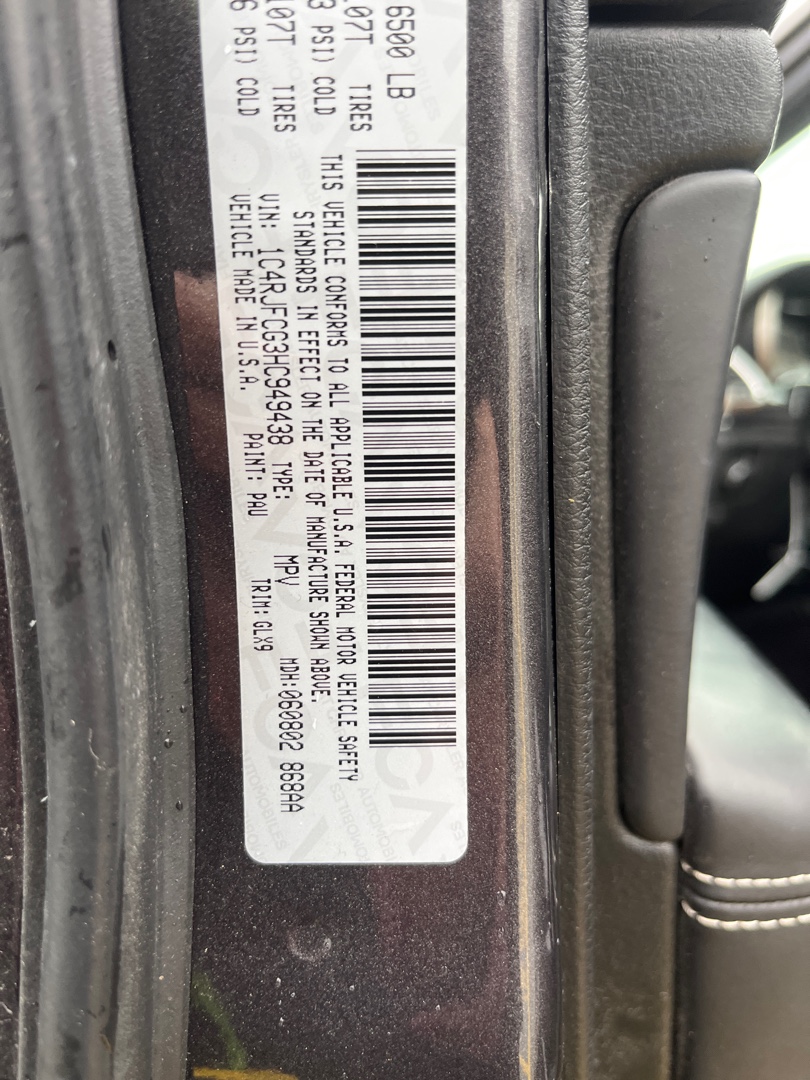 6500 LB
107T TIRES
3 PSI) COLD
107T TIRES
6 PSI) COLD
THIS VEHICLE CONFORMS TO ALL APPLICABLE U.S.A. FEDERAL MOTOR VEHICLE SAFETY
STANDARDS IN EFFECT ON THE DATE OF MANUFACTURE SHOWN ABOVE.
VIN: 1C4RJFCG3HC949438 TYPE: MPV MDH:060802 868AA
VEHICLE MADE IN U.S.A. PAINT: PAU TRIM:GLX9